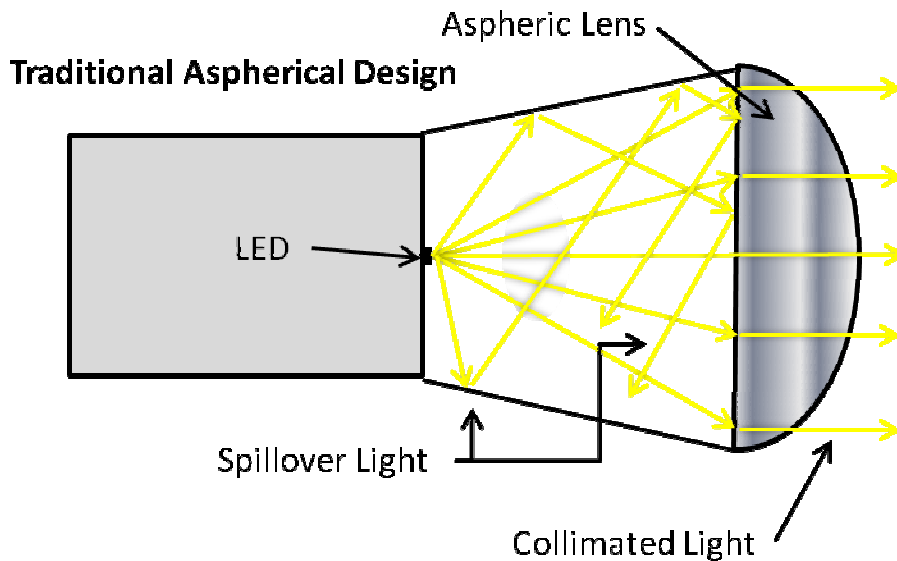 Aspheric Lens
Traditional Aspherical Design
LED
Spillover Light
Collimated Light